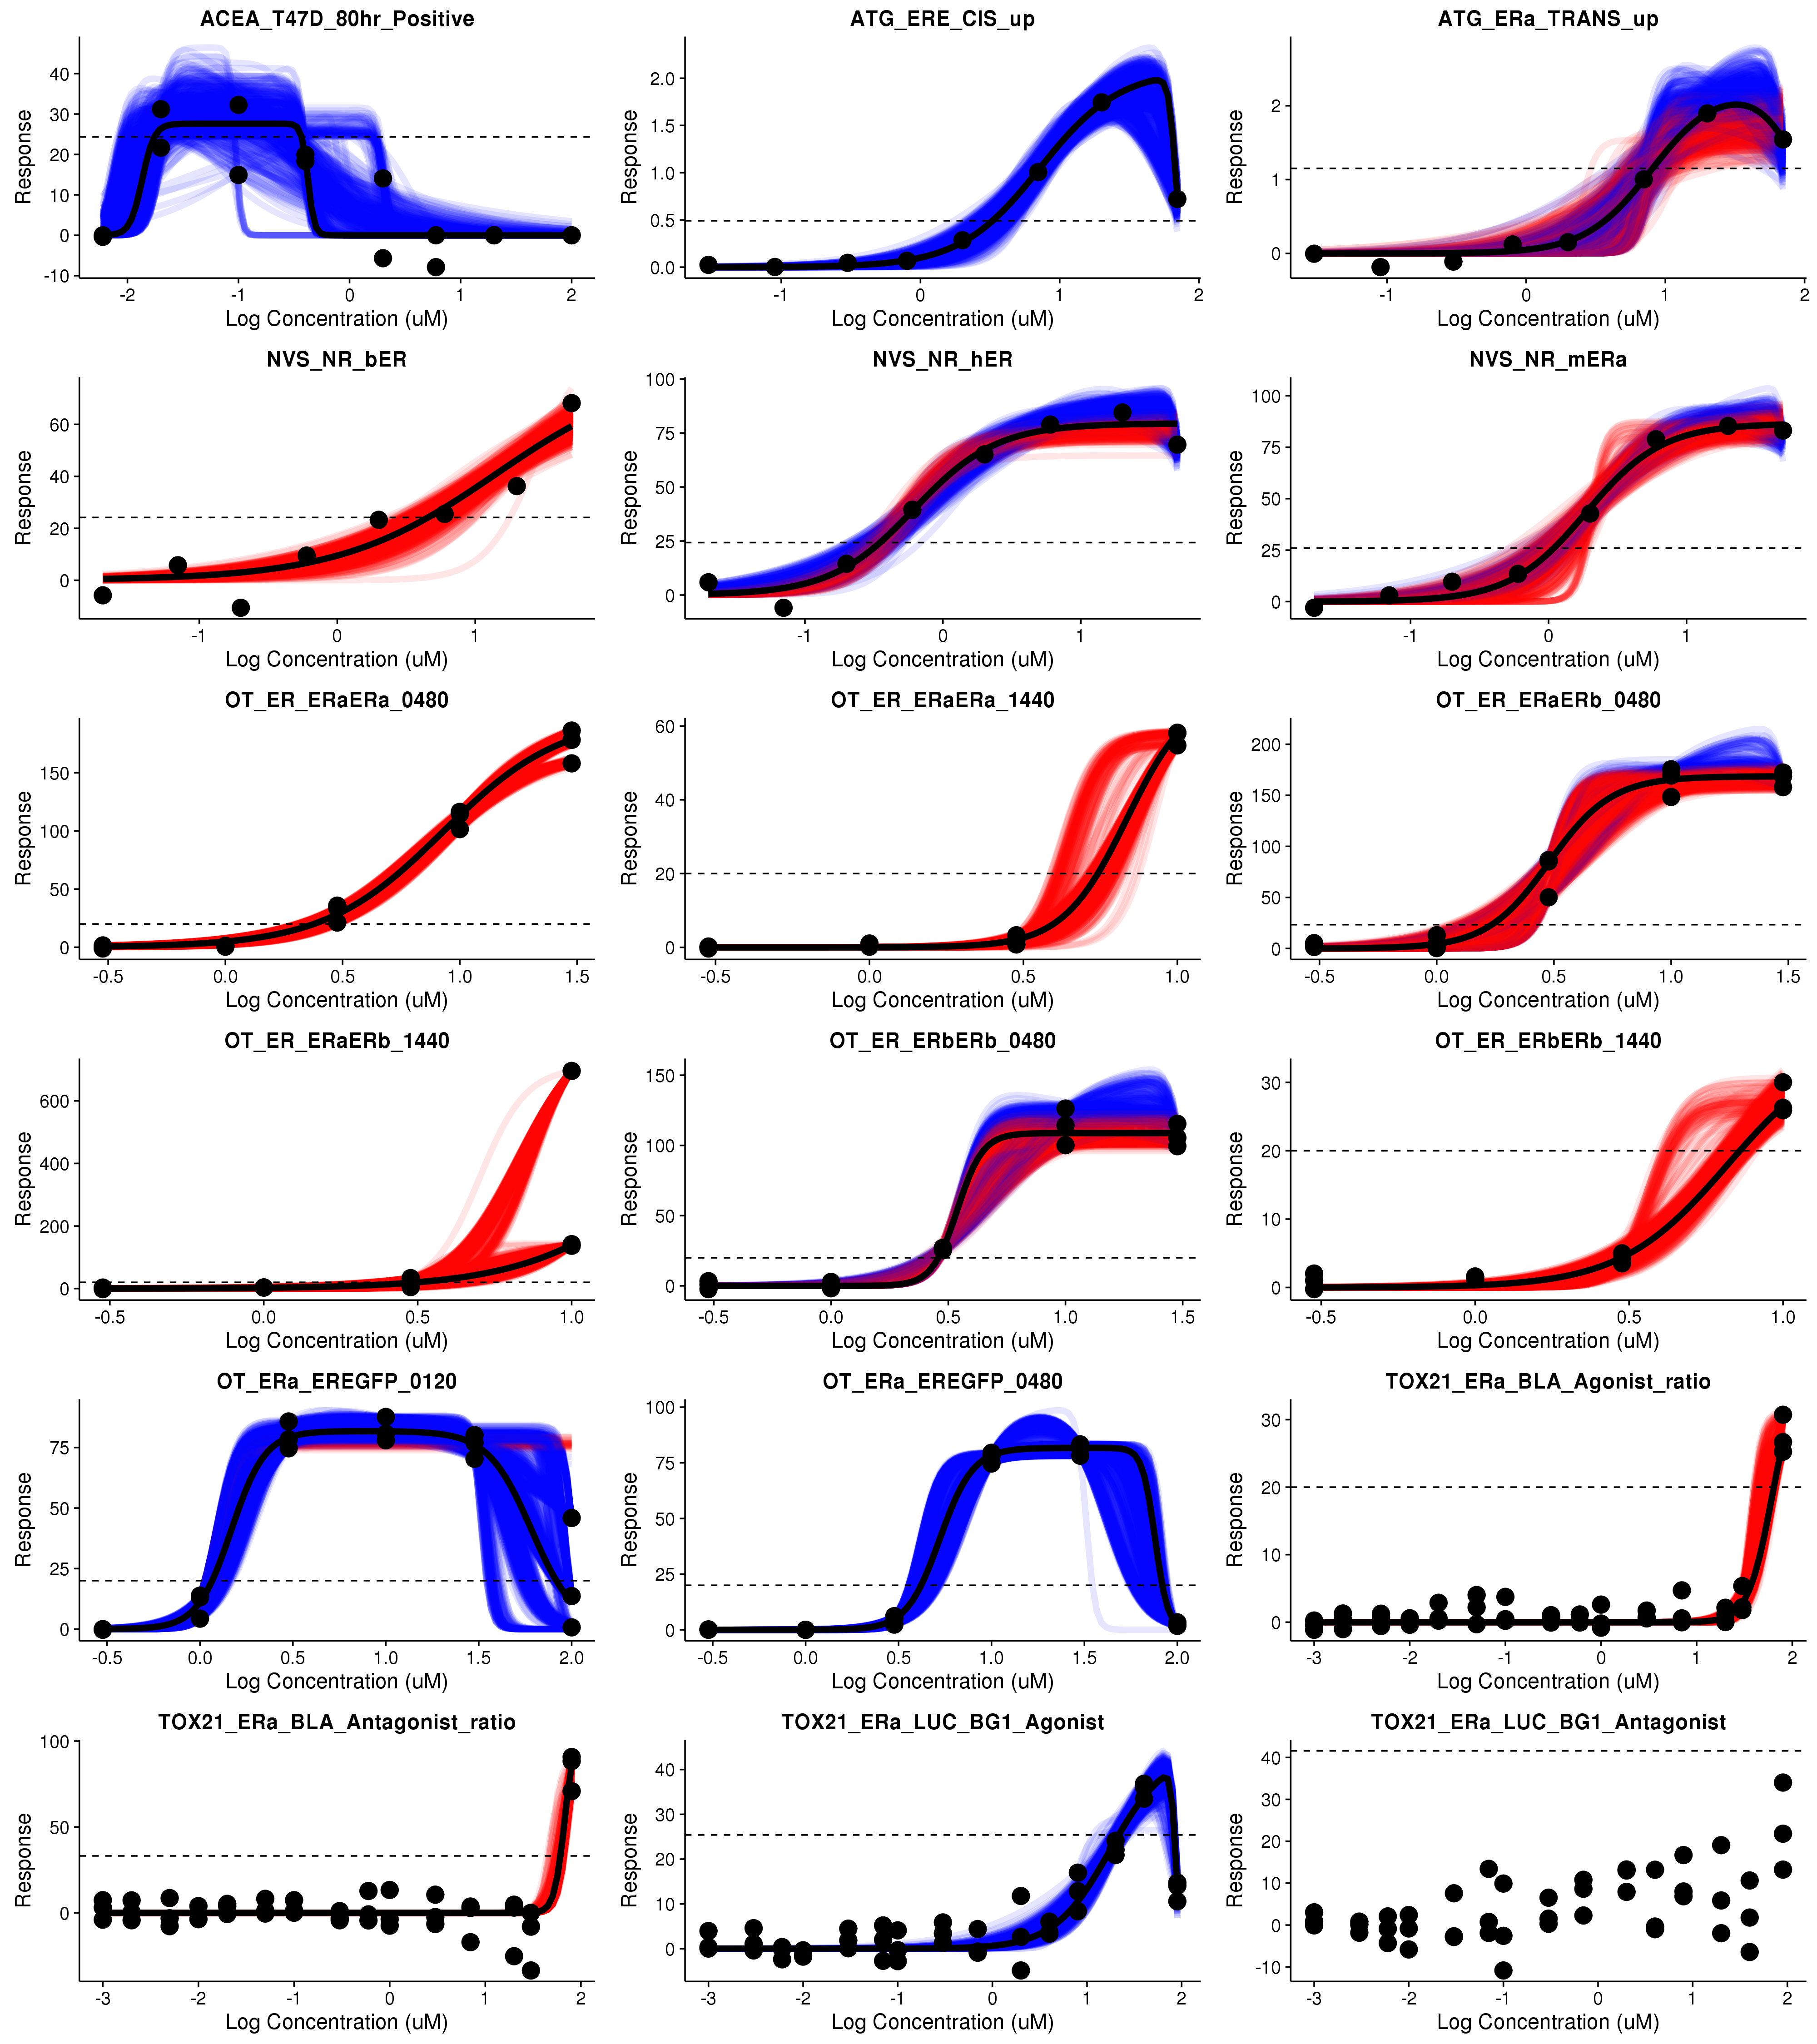 ACEA_T47D_80hr_Positive
Response
40
30
20
10
0
-10
-2 -1 0 1 2
Log Concentration (uM)
ATG_ERE_CIS_up
Response
2.0
1.5
1.0
0.5
0.0
-1 0 1 2
Log Concentration (uM)
ATG_ERa_TRANS_up
Response
2
1
0
-1 0 1 2
Log Concentration (uM)
NVS_NR_bER
Response
60
40
20
0
-1 0 1
Log Concentration (uM)
NVS_NR_hER
Response
100
75
50
25
0
-1 0 1
Log Concentration (uM)
NVS_NR_mERa
Response
100
75
50
25
0
-1 0 1
Log Concentration (uM)
OT_ER_ERaERa_0480
Response
150
100
50
0
-0.5 0.0 0.5 1.0 1.5
Log Concentration (uM)
OT_ER_ERaERa_1440
Response
60
40
20
0
-0.5 0.0 0.5 1.0
Log Concentration (uM)
OT_ER_ERaERb_0480
Response
200
150
100
50
0
-0.5 0.0 0.5 1.0 1.5
Log Concentration (uM)
OT_ER_ERaERb_1440
Response
600
400
200
0
-0.5 0.0 0.5 1.0
Log Concentration (uM)
OT_ER_ERbERb_0480
Response
150
100
50
0
-0.5 0.0 0.5 1.0 1.5
Log Concentration (uM)
OT_ER_ERbERb_1440
Response
30
20
10
0
-0.5 0.0 0.5 1.0
Log Concentration (uM)
OT_ERa_EREGFP_0120
Response
75
50
25
0
-0.5 0.0 0.5 1.0 1.5 2.0
Log Concentration (uM)
OT_ERa_EREGFP_0480
Response
100
75
50
25
0
-0.5 0.0 0.5 1.0 1.5 2.0
Log Concentration (uM)
TOX21_ERa_BLA_Agonist_ratio
Response
30
20
10
0
-3 -2 -1 0 1 2
Log Concentration (uM)
TOX21_ERa_BLA_Antagonist_ratio
Response
100
50
0
-3 -2 -1 0 1 2
Log Concentration (uM)
TOX21_ERa_LUC_BG1_Agonist
Response
40
30
20
10
0
-3 -2 -1 0 1 2
Log Concentration (uM)
TOX21_ERa_LUC_BG1_Antagonist
Response
40
30
20
10
0
-10
-3 -2 -1 0 1 2
Log Concentration (uM)